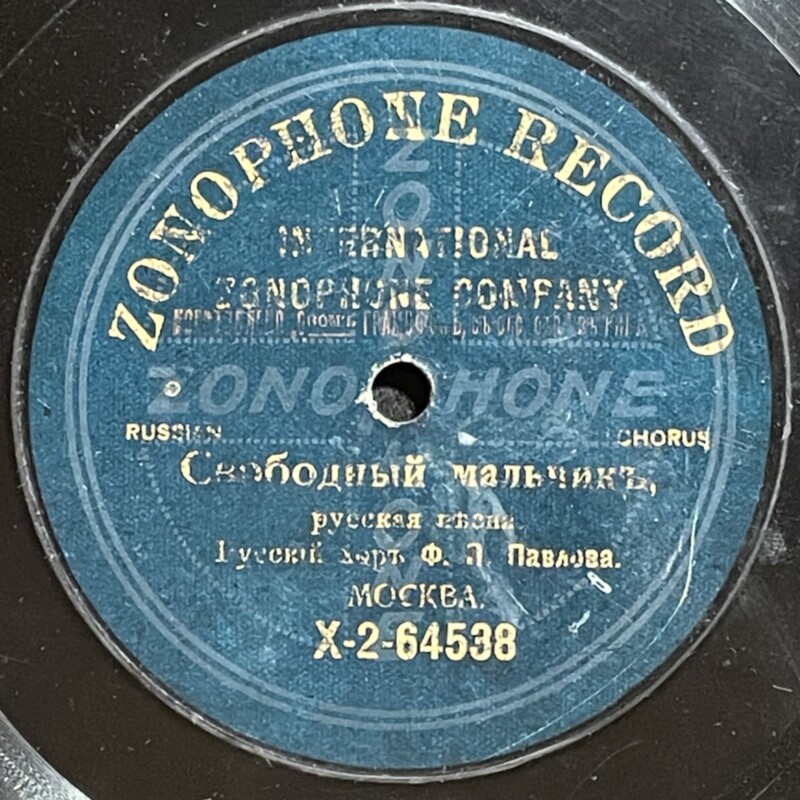 ZONOPHONE RECORD
INTERNATIONAL
ZONOPHONE COMPANY
ZONOPHONE
RUSSIAN CHORUS
Свободный мальчикъ,
русская пѣсня
Русскій хоръ Ф. П. Павлова.
МОСКВА.
X-2-64538